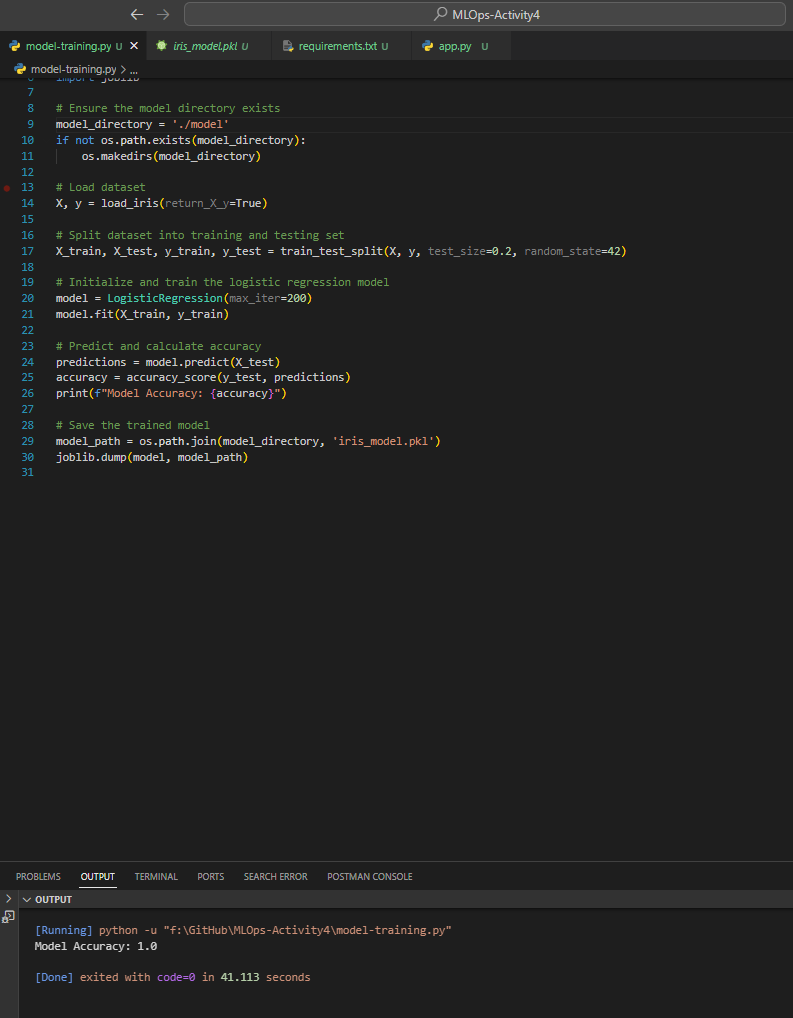 MLOps-Activity4
model-training.py U
iris_model.pkl U
requirements.txt U
app.py U
model-training.py > ...
6 import joblib
7
8 # Ensure the model directory exists
9 model_directory = './model'
10 if not os.path.exists(model_directory):
11 os.makedirs(model_directory)
12
13 # Load dataset
14 X, y = load_iris(return_X_y=True)
15
16 # Split dataset into training and testing set
17 X_train, X_test, y_train, y_test = train_test_split(X, y, test_size=0.2, random_state=42)
18
19 # Initialize and train the logistic regression model
20 model = LogisticRegression(max_iter=200)
21 model.fit(X_train, y_train)
22
23 # Predict and calculate accuracy
24 predictions = model.predict(X_test)
25 accuracy = accuracy_score(y_test, predictions)
26 print(f"Model Accuracy: {accuracy}")
27
28 # Save the trained model
29 model_path = os.path.join(model_directory, 'iris_model.pkl')
30 joblib.dump(model, model_path)
31
PROBLEMS OUTPUT TERMINAL PORTS SEARCH ERROR POSTMAN CONSOLE
OUTPUT
[Running] python -u "f:\GitHub\MLOps-Activity4\model-training.py"
Model Accuracy: 1.0
[Done] exited with code=0 in 41.113 seconds